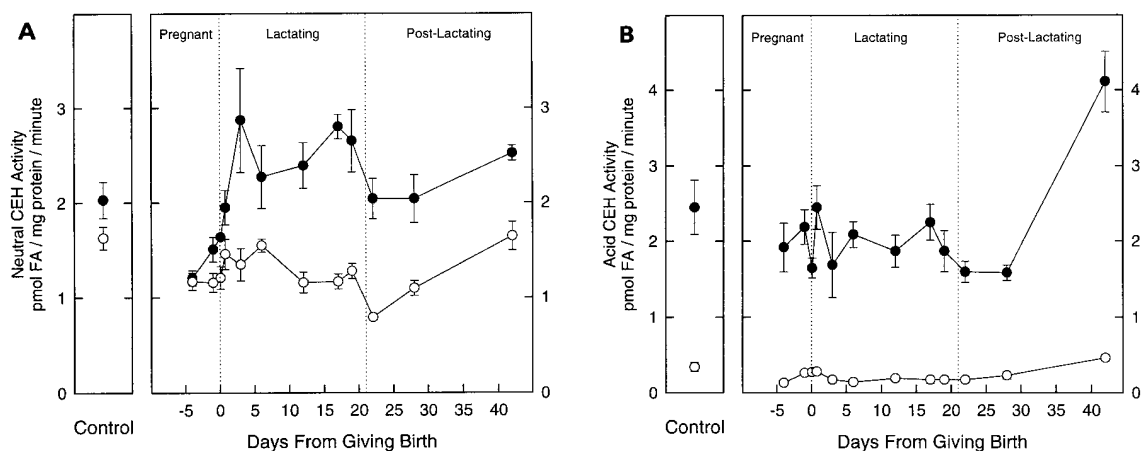 A
Neutral CEH Activity
pmol FA / mg protein / minute
3
2
1
0
Control
Pregnant
Lactating
Post-Lactating
3
2
1
0
-5 0 5 10 15 20 25 30 35 40
Days From Giving Birth
B
Acid CEH Activity
pmol FA / mg protein / minute
4
3
2
1
0
Control
Pregnant
Lactating
Post-Lactating
4
3
2
1
0
-5 0 5 10 15 20 25 30 35 40
Days From Giving Birth